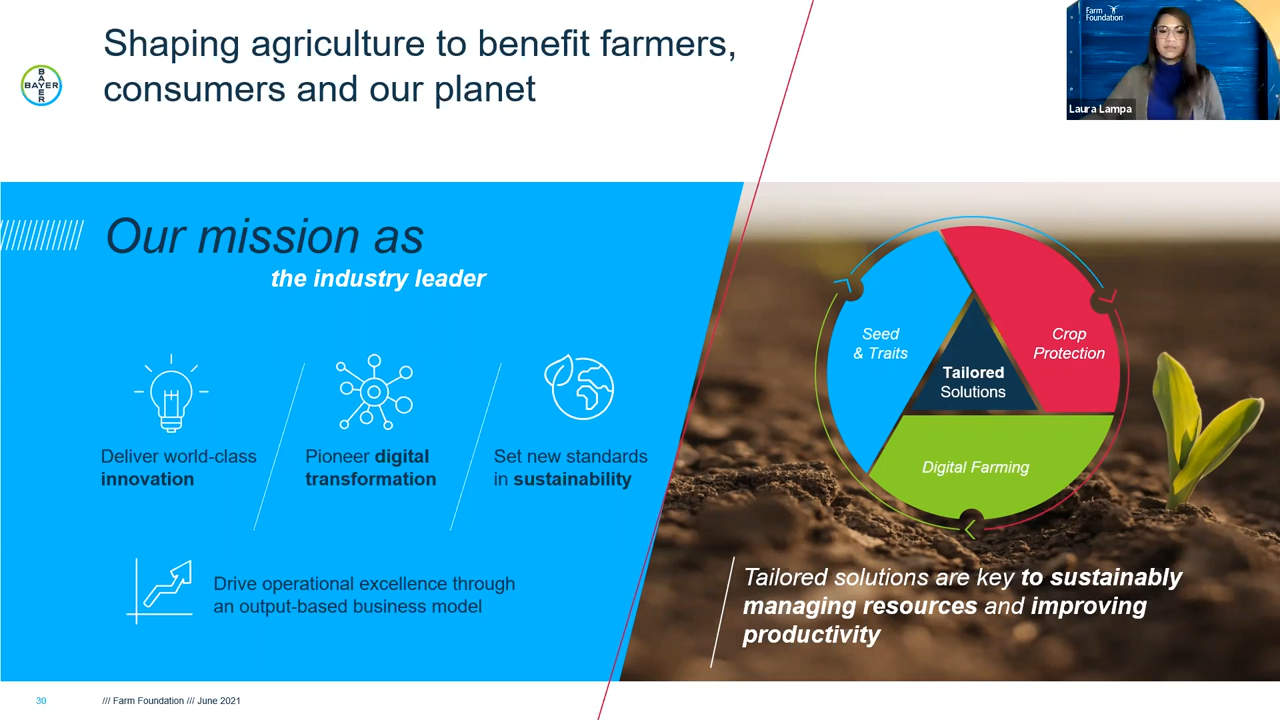 Shaping agriculture to benefit farmers,
consumers and our planet
BAYER
BAYER
Farm
Foundation
Laura Lampa
Our mission as
the industry leader
Deliver world-class
innovation
Pioneer digital
transformation
Set new standards
in sustainability
Drive operational excellence through
an output-based business model
Seed
& Traits
Crop
Protection
Tailored
Solutions
Digital Farming
Tailored solutions are key to sustainably
managing resources and improving
productivity
30
/// Farm Foundation /// June 2021